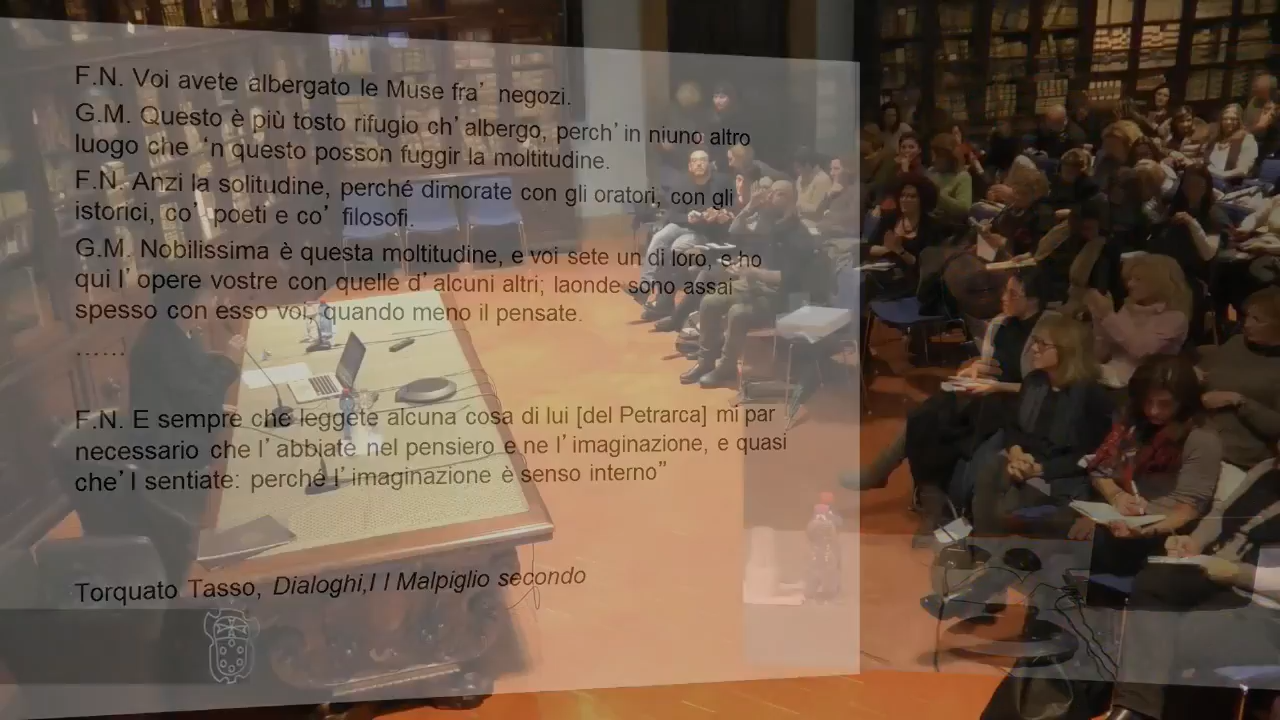 F.N. Voi avete albergato le Muse fra’ negozi.
G.M. Questo è più tosto rifugio ch’ albergo, perch’ in niuno altro
luogo che ‘n questo posson fuggir la moltitudine.
F.N. Anzi la solitudine, perché dimorate con gli oratori, con gli
istorici, co’ poeti e co’ filosofi.
G.M. Nobilissima è questa moltitudine, e voi sete un di loro, e ho
qui l’ opere vostre con quelle d’ alcuni altri; laonde sono assai
spesso con esso voi, quando meno il pensate.
……
F.N. E sempre che leggete alcuna cosa di lui [del Petrarca] mi par
necessario che l’ abbiate nel pensiero e ne l’ imaginazione, e quasi
che’ l sentiate: perché l’ imaginazione è senso interno”
Torquato Tasso, Dialoghi,I l Malpiglio secondo